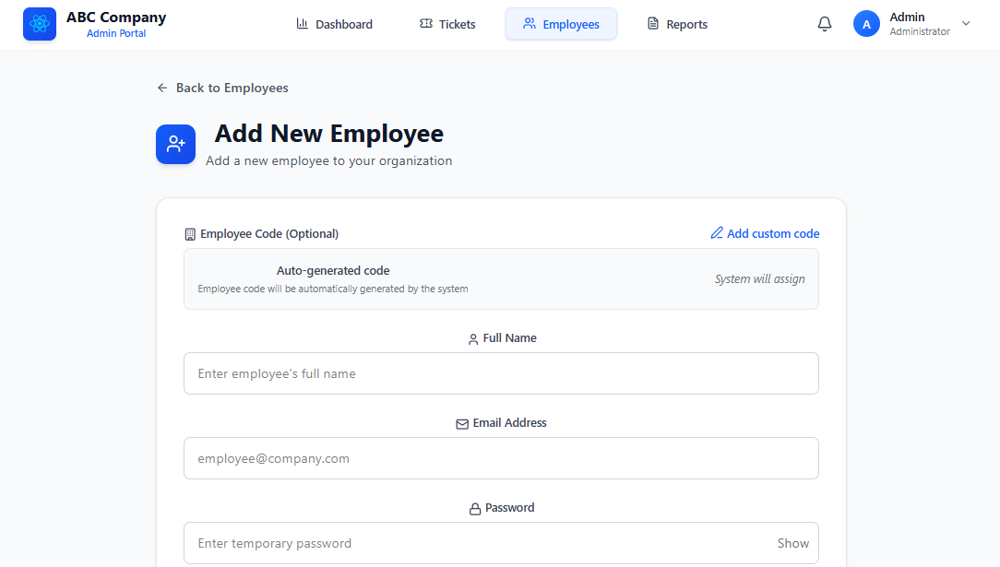 ABC Company
Admin Portal
Dashboard
Tickets
Employees
Reports
A
Admin
Administrator
Back to Employees
Add New Employee
Add a new employee to your organization
Employee Code (Optional)
Add custom code
Auto-generated code
Employee code will be automatically generated by the system
System will assign
Full Name
Enter employee's full name
Email Address
employee@company.com
Password
Enter temporary password
Show